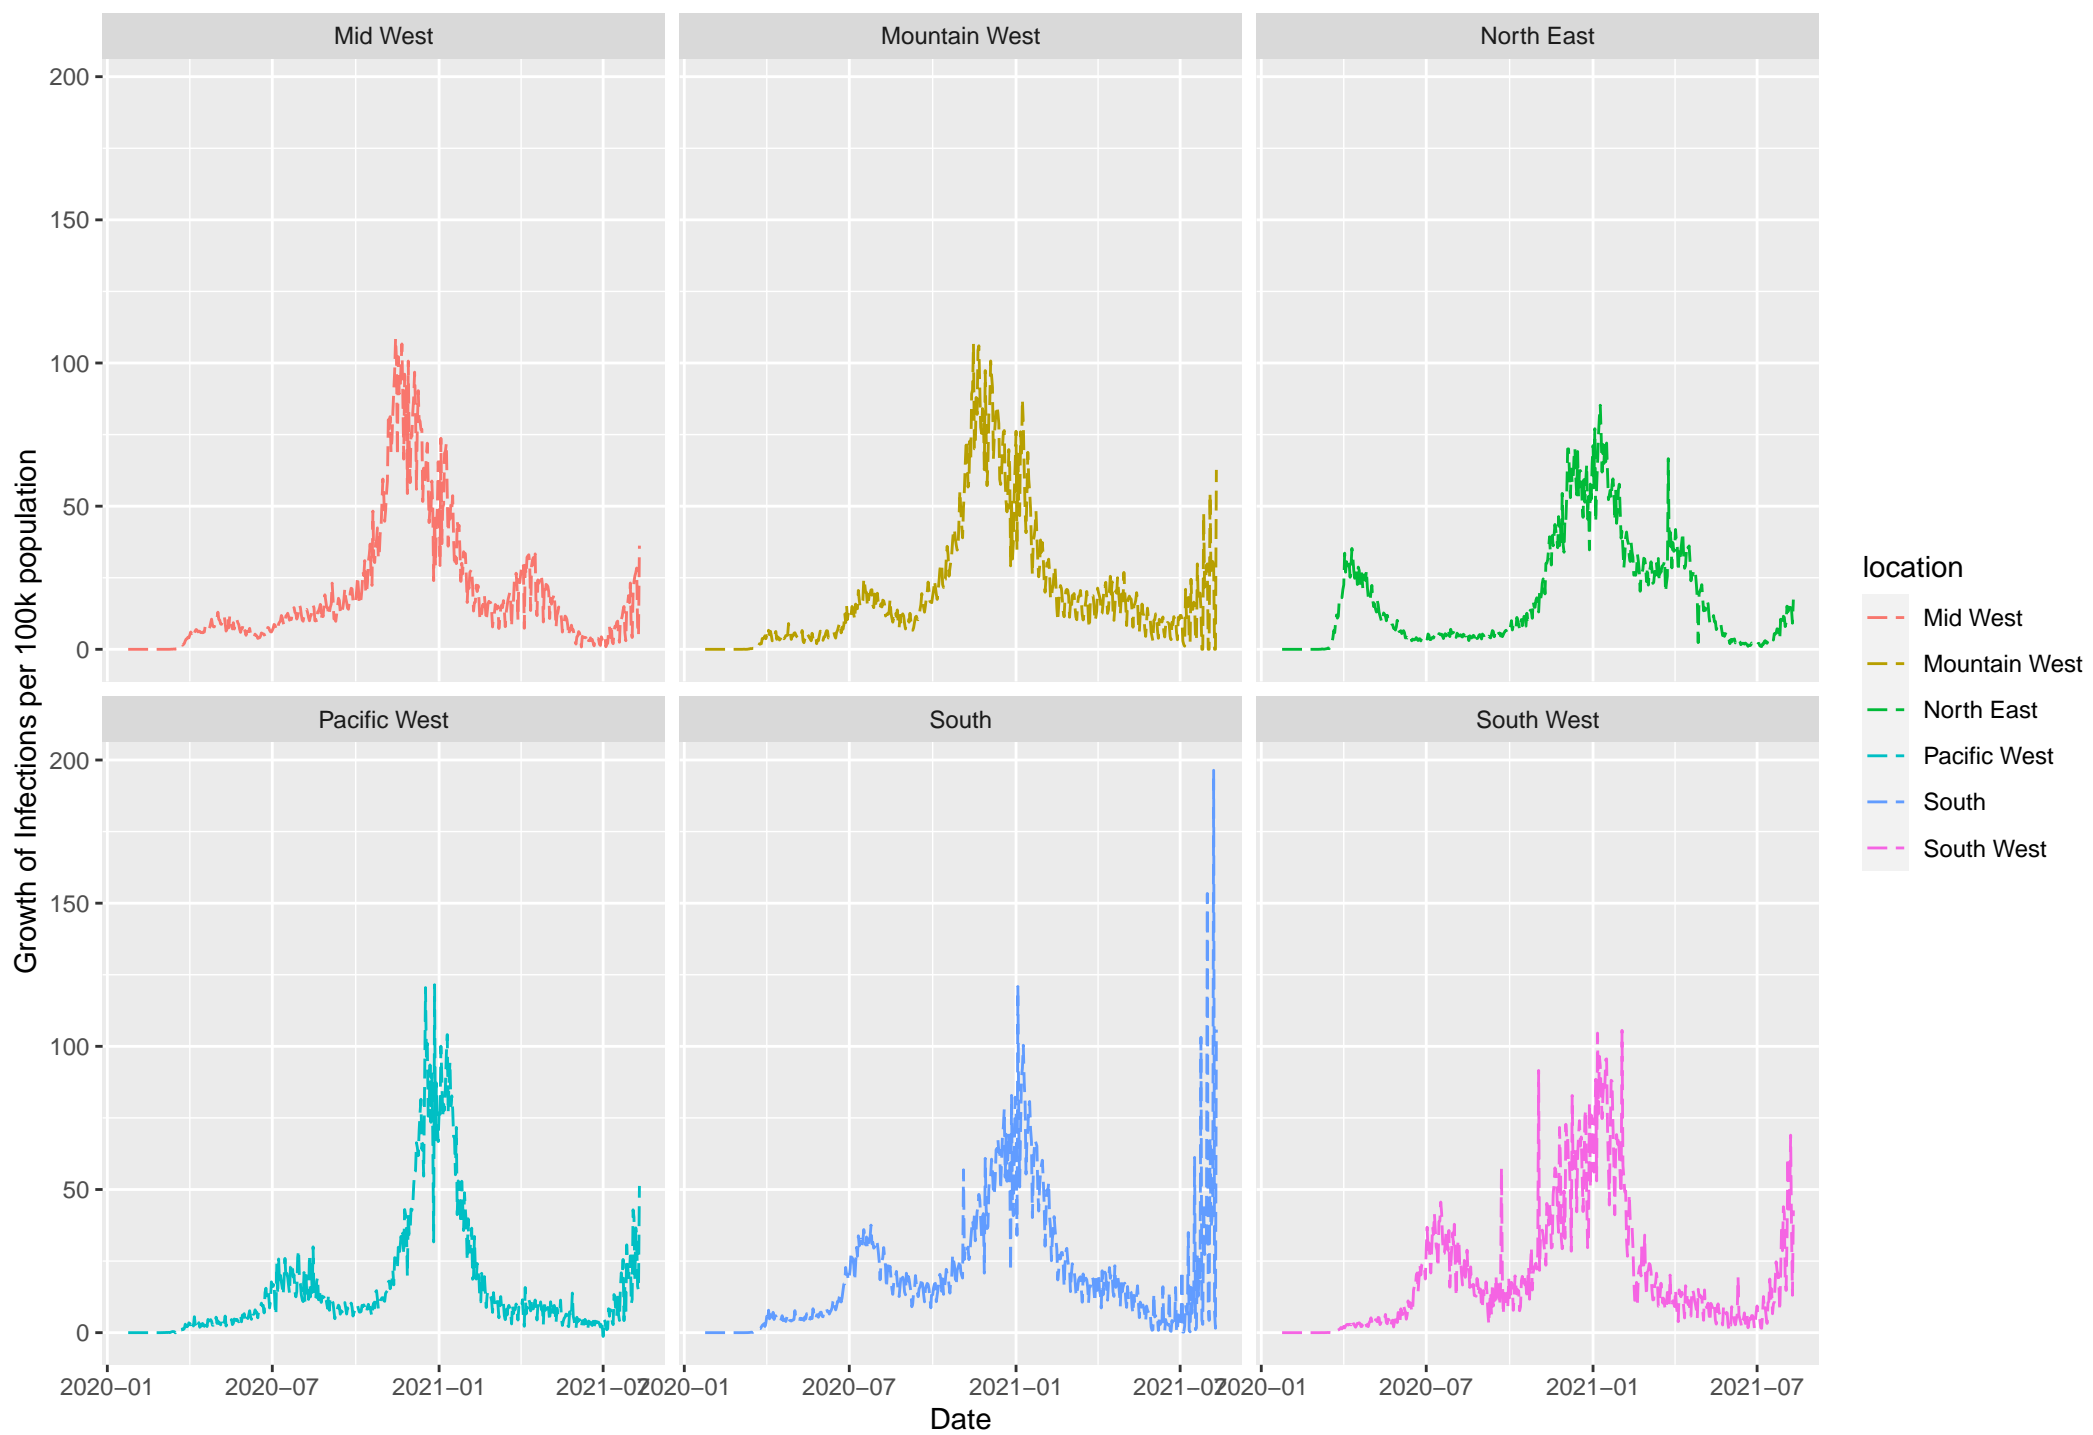 Mid West
Mountain West
North East
200
150
100
50
0
Pacific West
South
South West
200
150
100
50
0
2020–01
2020–07
2021–01
2021–07
2020–01
2020–07
2021–01
2021–07
2020–01
2020–07
2021–01
2021–07
Date
Growth of Infections per 100k population
location
Mid West
Mountain West
North East
Pacific West
South
South West